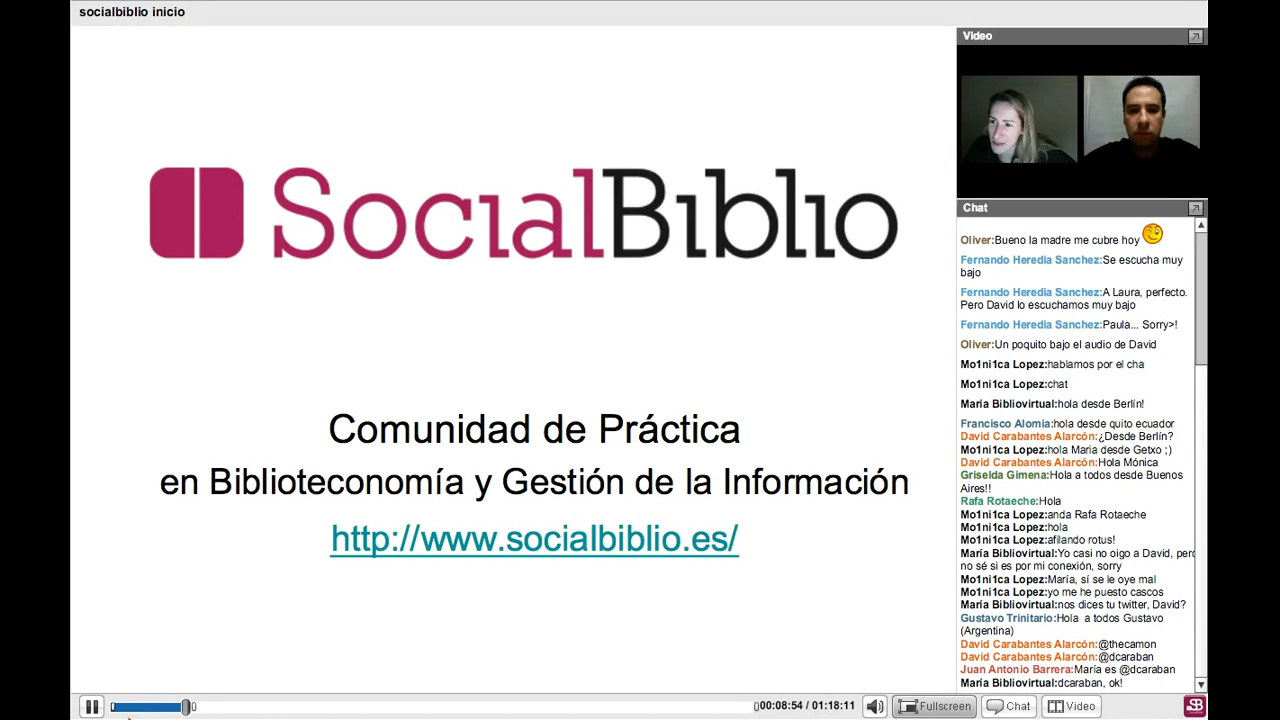 socialbiblio inicio
SocialBiblio
Comunidad de Práctica
en Biblioteconomía y Gestión de la Información
http://www.socialbiblio.es/
Video
Chat
Oliver:Bueno la madre me cubre hoy
Fernando Heredia Sanchez:Se escucha muy
bajo
Fernando Heredia Sanchez:A Laura, perfecto.
Pero David lo escuchamos muy bajo
Fernando Heredia Sanchez:Paula... Sorry>!
Oliver:Un poquito bajo el audio de David
Mo1ni1ca Lopez:hablamos por el cha
Mo1ni1ca Lopez:chat
María Bibliovirtual:hola desde Berlín!
Francisco Alomia:hola desde quito ecuador
David Carabantes Alarcón:¿Desde Berlín?
Mo1ni1ca Lopez:hola Maria desde Getxo ;)
David Carabantes Alarcón:Hola Mónica
Griselda Gimena:Hola a todos desde Buenos
Aires!!
Rafa Rotaeche:Hola
Mo1ni1ca Lopez:anda Rafa Rotaeche
Mo1ni1ca Lopez:hola
Mo1ni1ca Lopez:afilando rotus!
María Bibliovirtual:Yo casi no oigo a David, pero
no sé si es por mi conexión, sorry
Mo1ni1ca Lopez:María, sí se le oye mal
Mo1ni1ca Lopez:yo me he puesto cascos
María Bibliovirtual:nos dices tu twitter, David?
Gustavo Trinitario:Hola a todos Gustavo
(Argentina)
David Carabantes Alarcón:@thecamon
David Carabantes Alarcón:@dcaraban
Juan Antonio Barrera:María es @dcaraban
María Bibliovirtual:dcaraban, ok!
00:08:54 / 01:18:11
Fullscreen
Chat
Video
SB